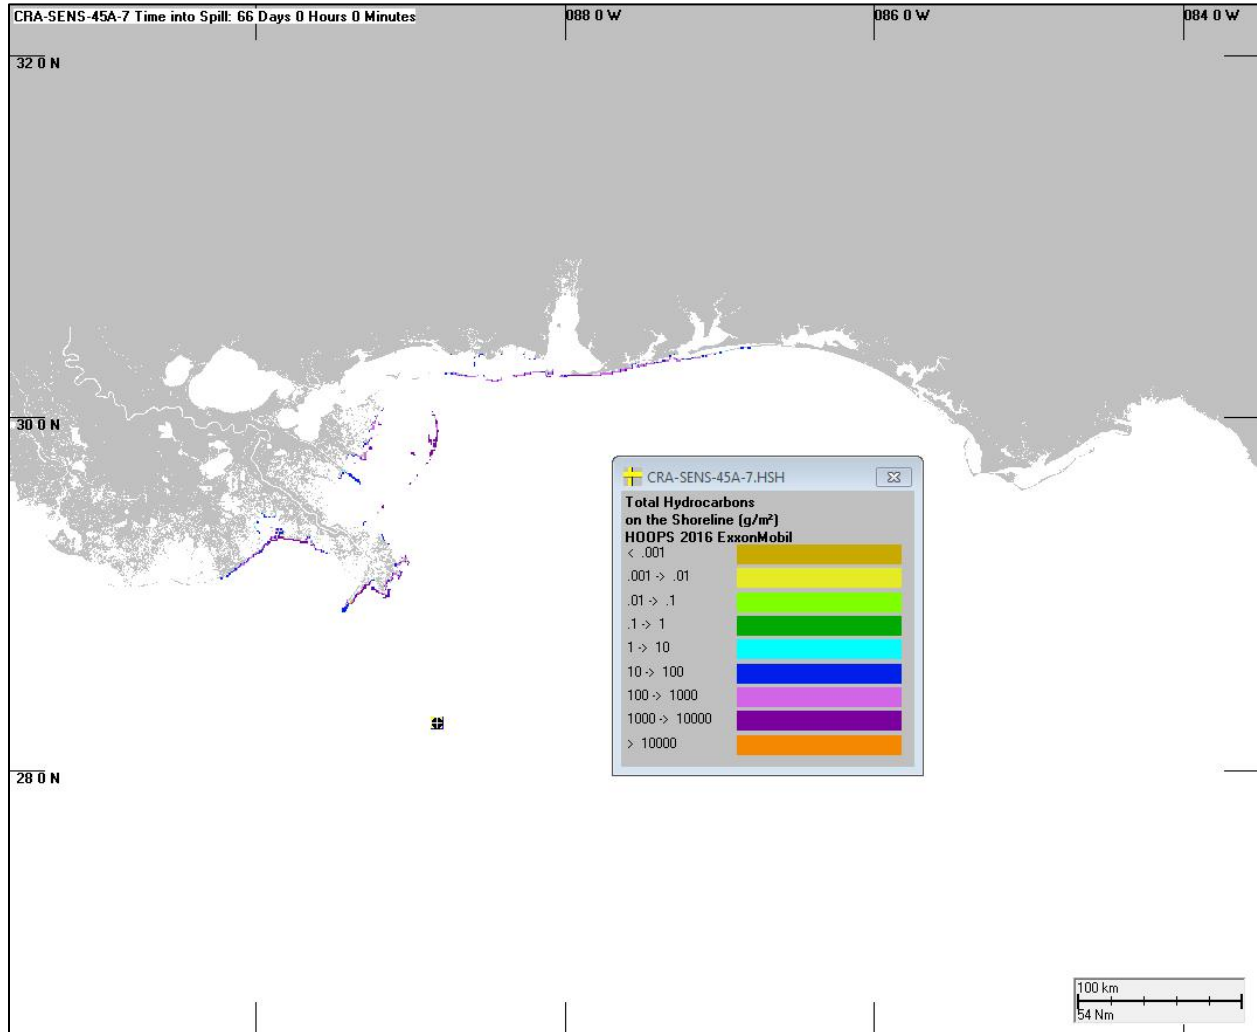 CRA-SENS-45A-7 Time into Spill: 66 Days 0 Hours 0 Minutes
088 0 W
086 0 W
084 0 W
32 0 N
30 0 N
28 0 N
CRA-SENS-45A-7.HSH
Total Hydrocarbons
on the Shoreline (g/m²)
HOOPS 2016 ExxonMobil
< .001
.001 -> .01
.01 -> .1
.1 -> 1
1 -> 10
10 -> 100
100 -> 1000
1000 -> 10000
> 10000
100 km
54 Nm